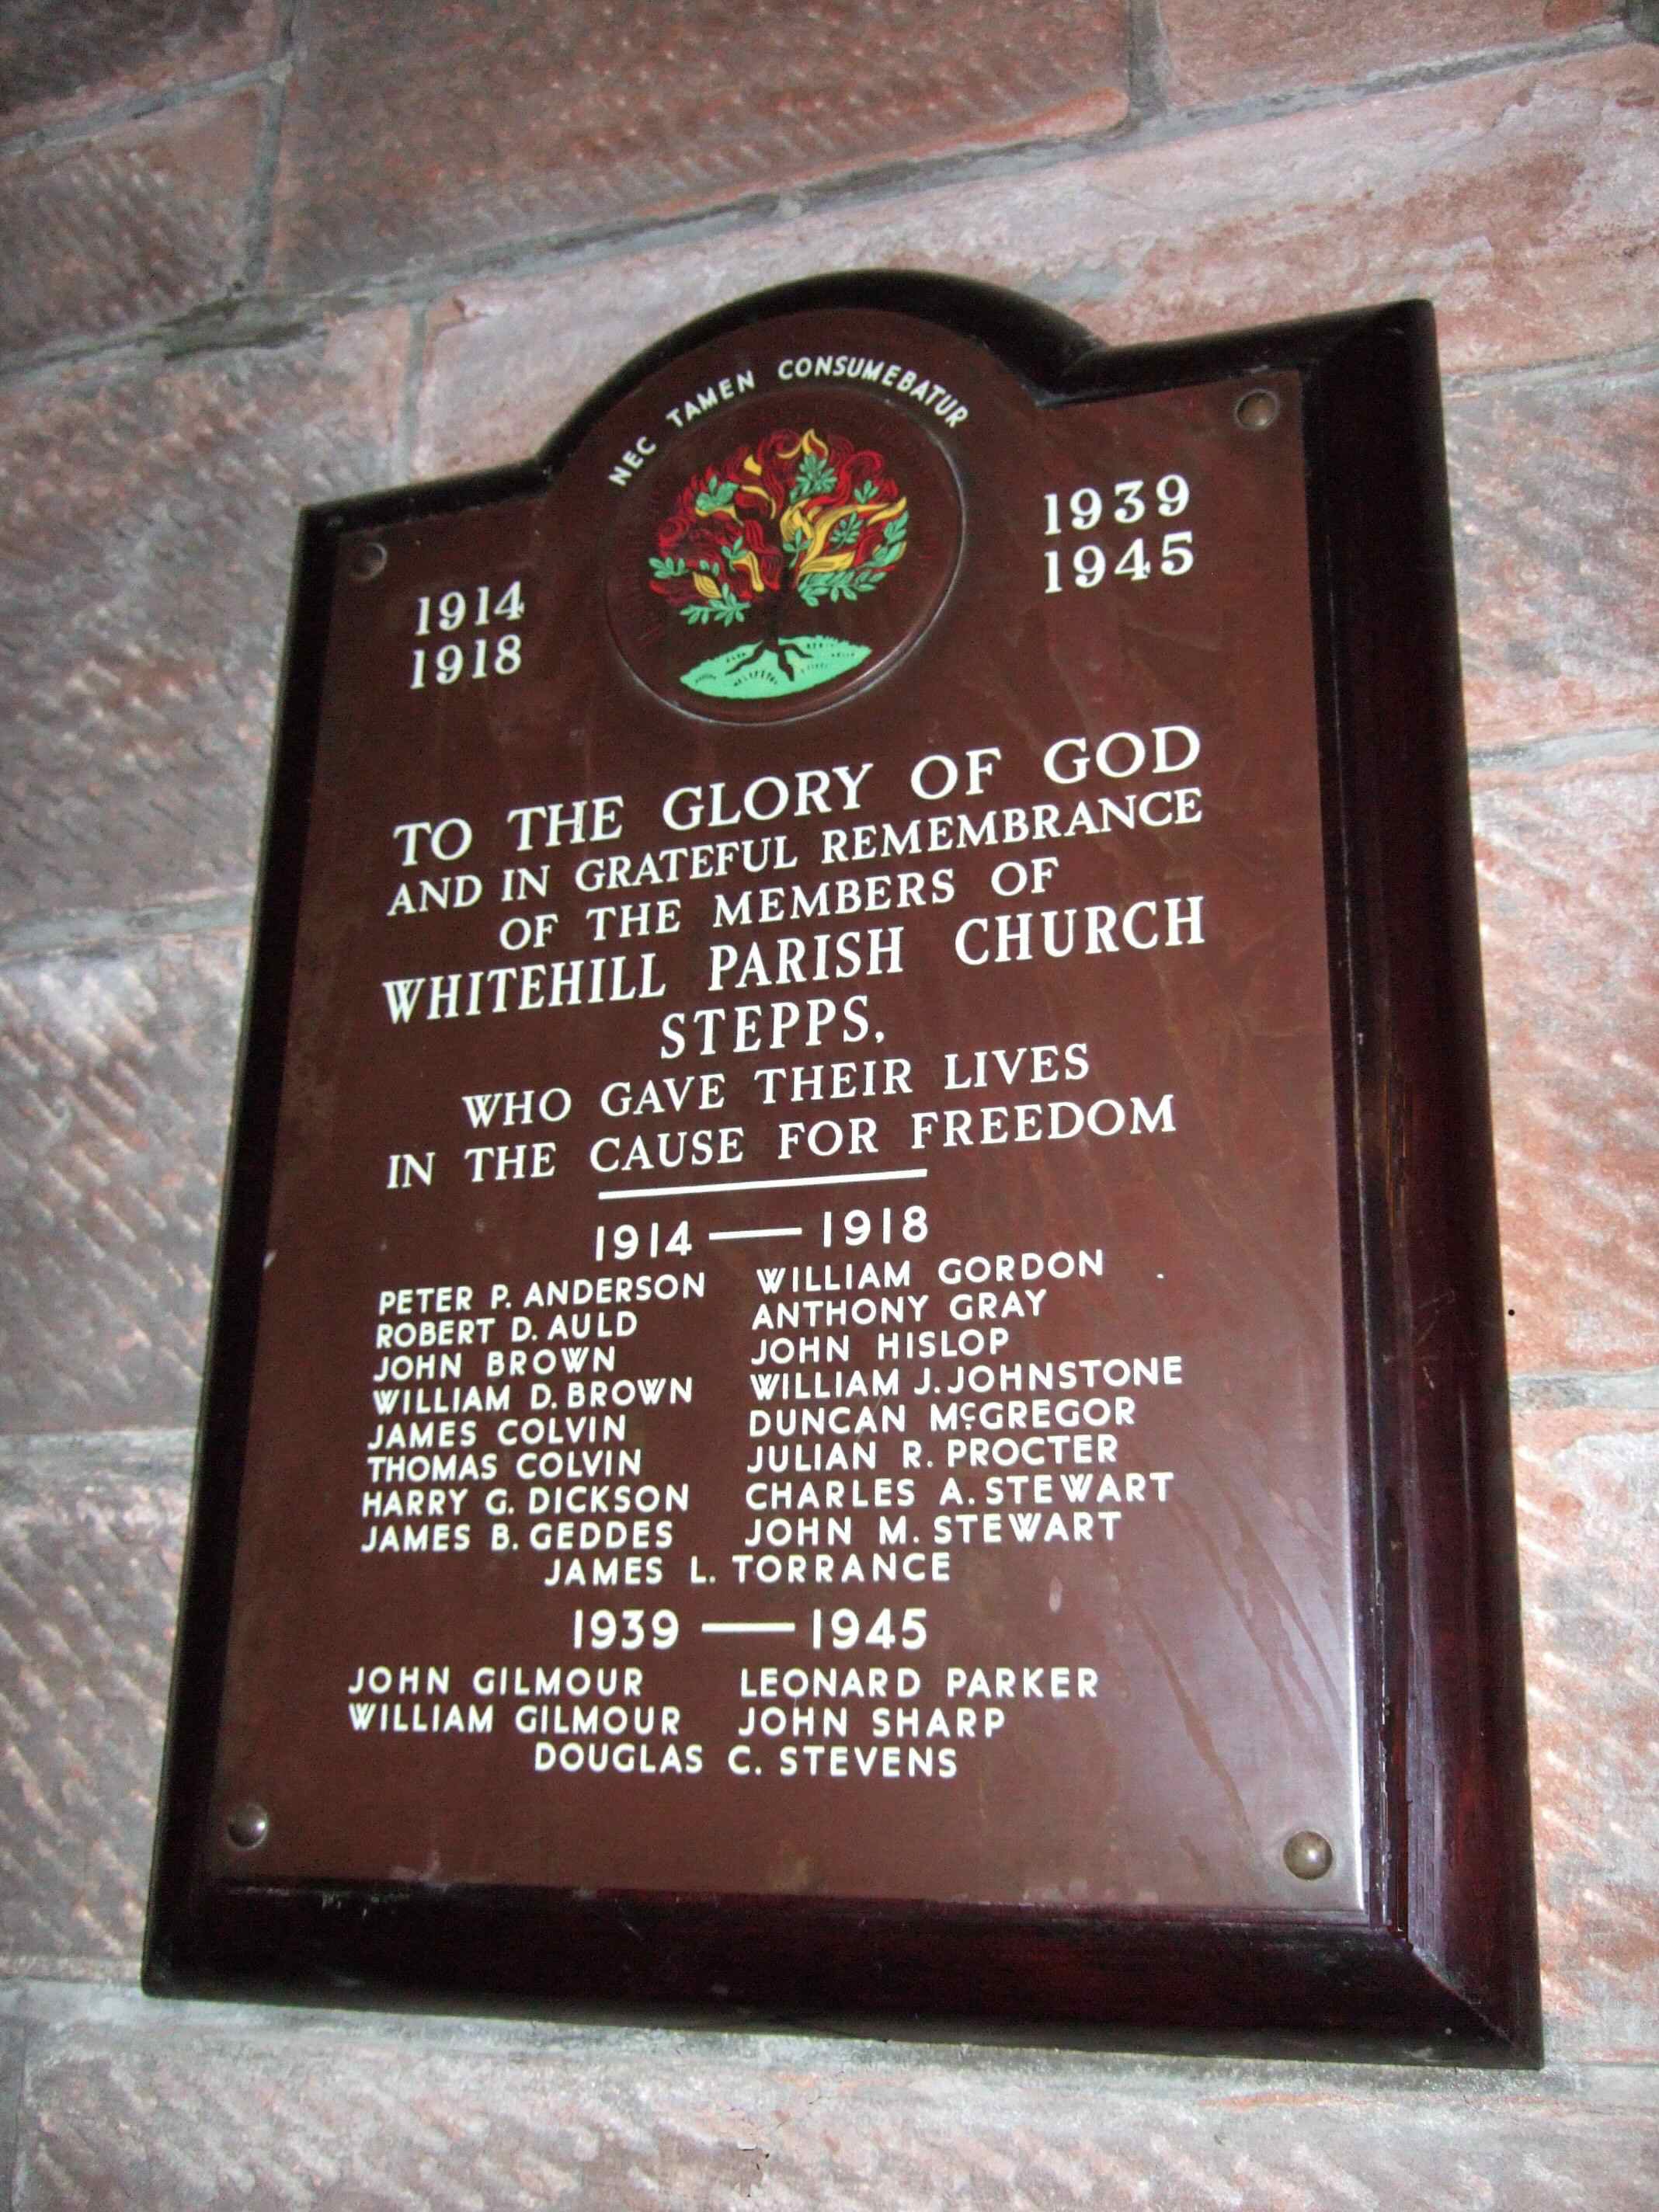 NEC TAMEN CONSUMEBATUR
1914
1918
1939
1945
TO THE GLORY OF GOD
AND IN GRATEFUL REMEMBRANCE
OF THE MEMBERS OF
WHITEHILL PARISH CHURCH
STEPPS,
WHO GAVE THEIR LIVES
IN THE CAUSE FOR FREEDOM
1914 — 1918
PETER P. ANDERSON
ROBERT D. AULD
JOHN BROWN
WILLIAM D. BROWN
JAMES COLVIN
THOMAS COLVIN
HARRY G. DICKSON
JAMES B. GEDDES
WILLIAM GORDON
ANTHONY GRAY
JOHN HISLOP
WILLIAM J. JOHNSTONE
DUNCAN McGREGOR
JULIAN R. PROCTER
CHARLES A. STEWART
JOHN M. STEWART
JAMES L. TORRANCE
1939 — 1945
JOHN GILMOUR
WILLIAM GILMOUR
LEONARD PARKER
JOHN SHARP
DOUGLAS C. STEVENS